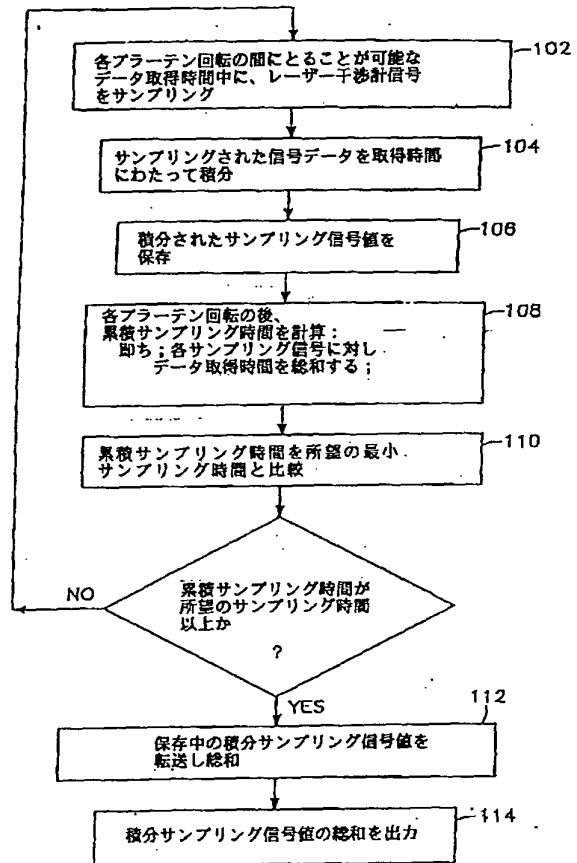 各プラーテン回転の間にとることが可能な
データ取得時間中に、レーザー干渉計信号
をサンプリング
102
サンプリングされた信号データを取得時間
にわたって積分
104
積分されたサンプリング信号値を
保存
106
各プラーテン回転の後、
累積サンプリング時間を計算:
即ち;各サンプリング信号に対し
データ取得時間を総和する;
108
累積サンプリング時間を所望の最小
サンプリング時間と比較
110
累積サンプリング時間が
所望のサンプリング時間
以上か
?
NO
YES
保存中の積分サンプリング信号値を
転送し総和
112
積分サンプリング信号値の総和を出力
114